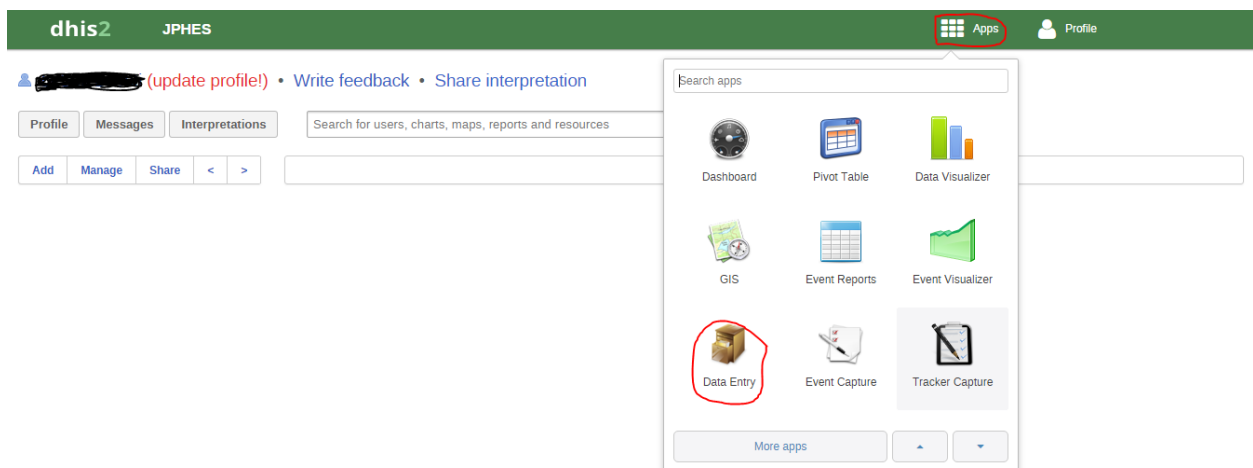 dhis2 JPHES Apps Profile
(update profile!) • Write feedback • Share interpretation
Search apps
Profile Messages Interpretations Search for users, charts, maps, reports and resources
Add Manage Share < >
Dashboard Pivot Table Data Visualizer
GIS Event Reports Event Visualizer
Data Entry Event Capture Tracker Capture
More apps